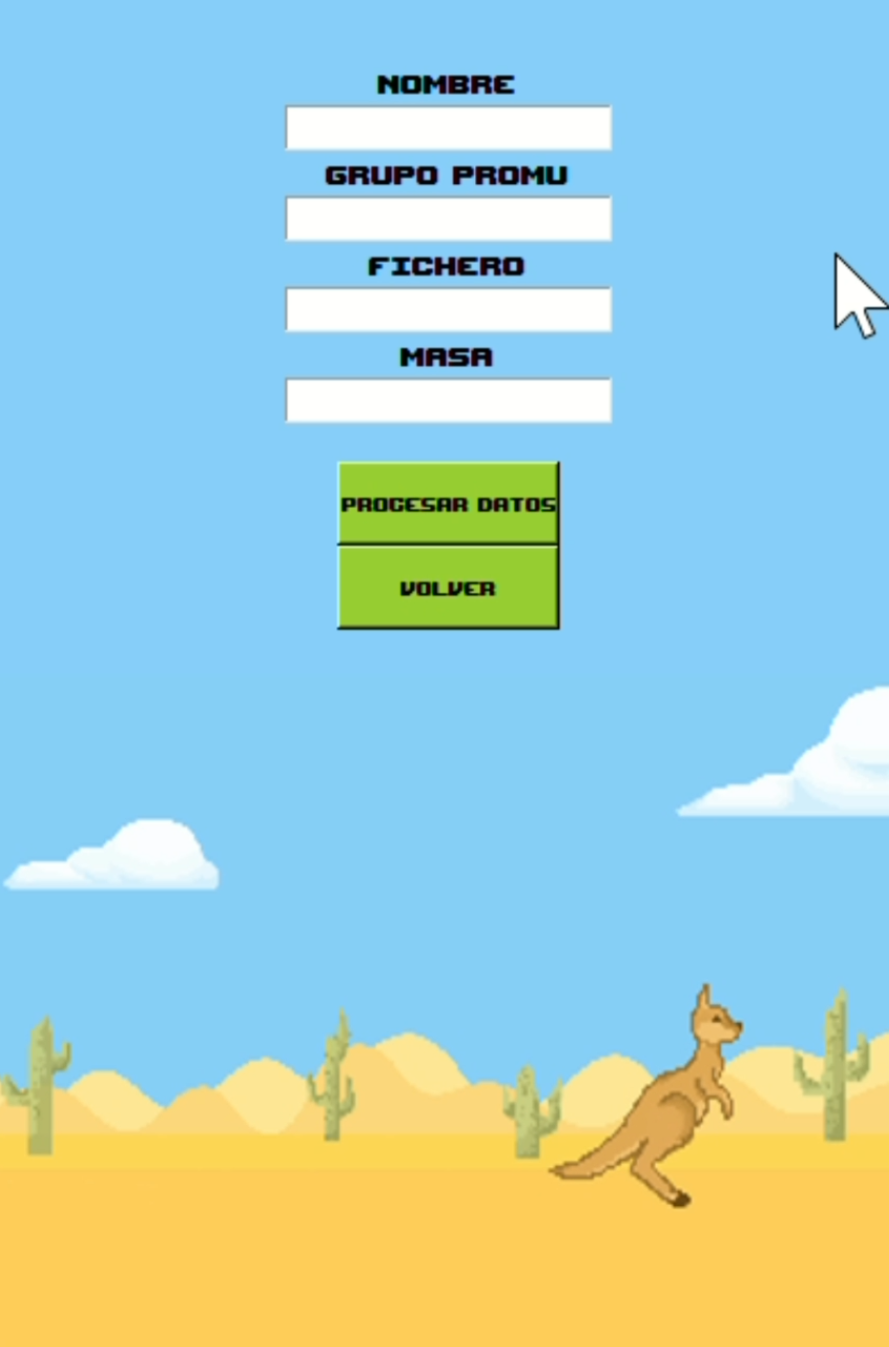 NOMBRE
GRUPO PROMU
FICHERO
MASA
PROCESAR DATOS
VOLVER